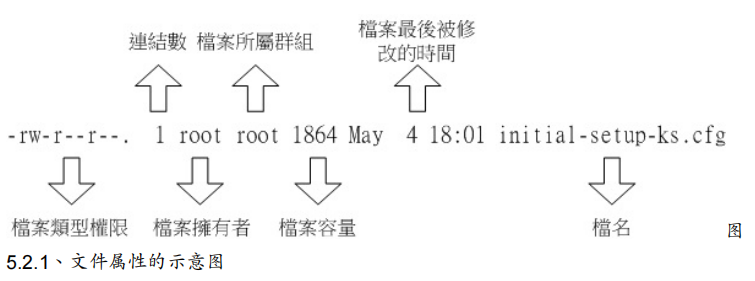 連結數 檔案所屬群組 檔案最後被修
改的時間
-rw-r--r--. 1 root root 1864 May 4 18:01 initial-setup-ks.cfg
檔案類型權限 檔案擁有者 檔案容量 檔名 图
5.2.1、文件属性的示意图